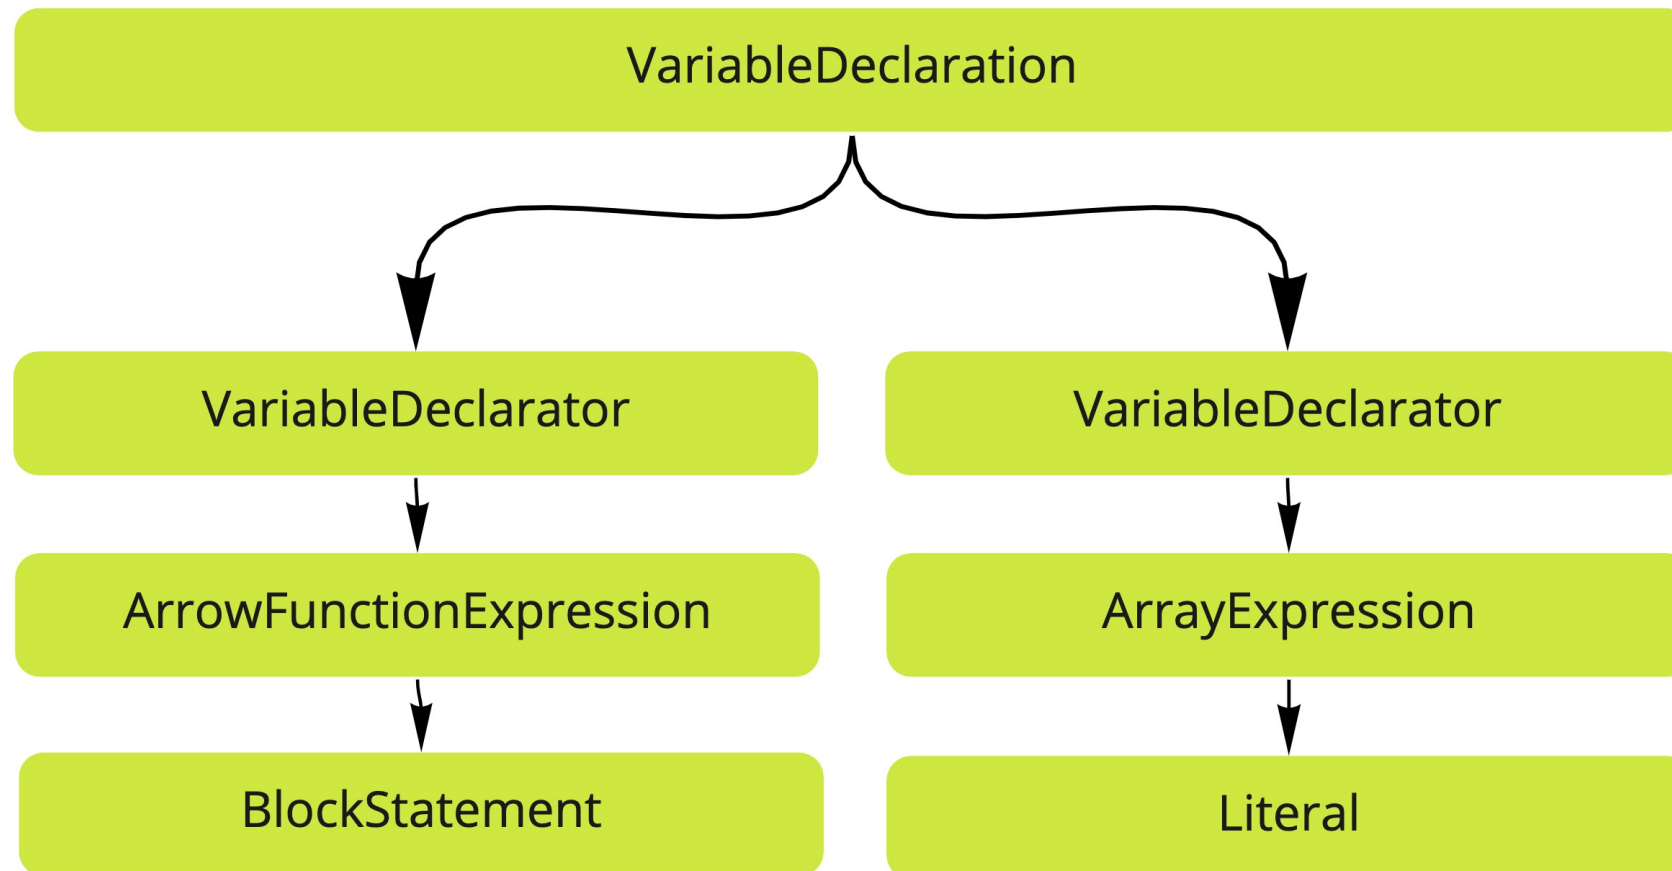 VariableDeclaration
VariableDeclarator
VariableDeclarator
ArrowFunctionExpression
ArrayExpression
BlockStatement
Literal